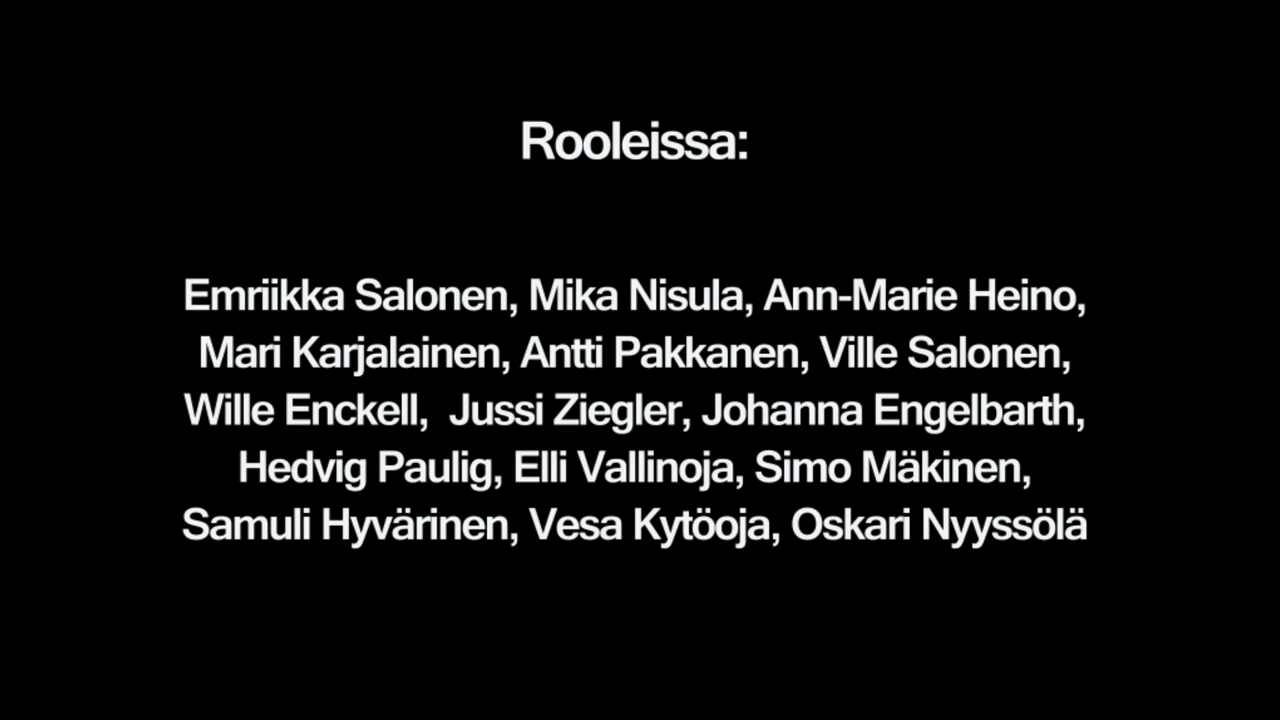 Rooleissa:
Emriikka Salonen, Mika Nisula, Ann-Marie Heino,
Mari Karjalainen, Antti Pakkanen, Ville Salonen,
Wille Enckell,  Jussi Ziegler, Johanna Engelbarth,
Hedvig Paulig, Elli Vallinoja, Simo Mäkinen,
Samuli Hyvärinen, Vesa Kytöoja, Oskari Nyyssölä